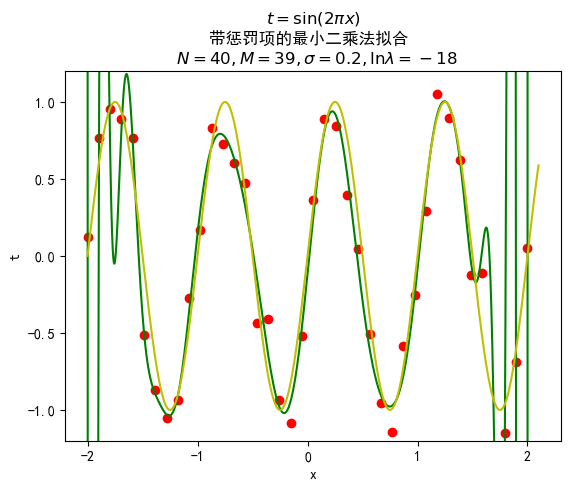 t = sin(2πx)
带惩罚项的最小二乘法拟合
N = 40, M = 39, σ = 0.2, lnλ = −18
t
1.0
0.5
0.0
−0.5
−1.0
−2
−1
0
1
2
x